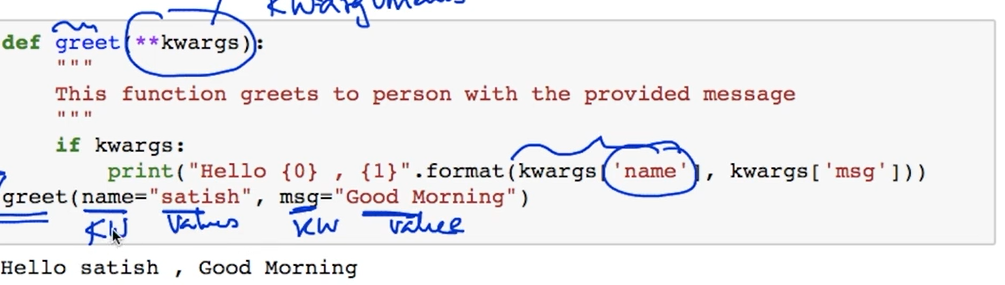 def greet(**kwargs):
"""
This function greets to person with the provided message
"""
if kwargs:
print("Hello {0} , {1}".format(kwargs['name'], kwargs['msg']))
greet(name="satish", msg="Good Morning")
KW Values KW Value
Hello satish , Good Morning